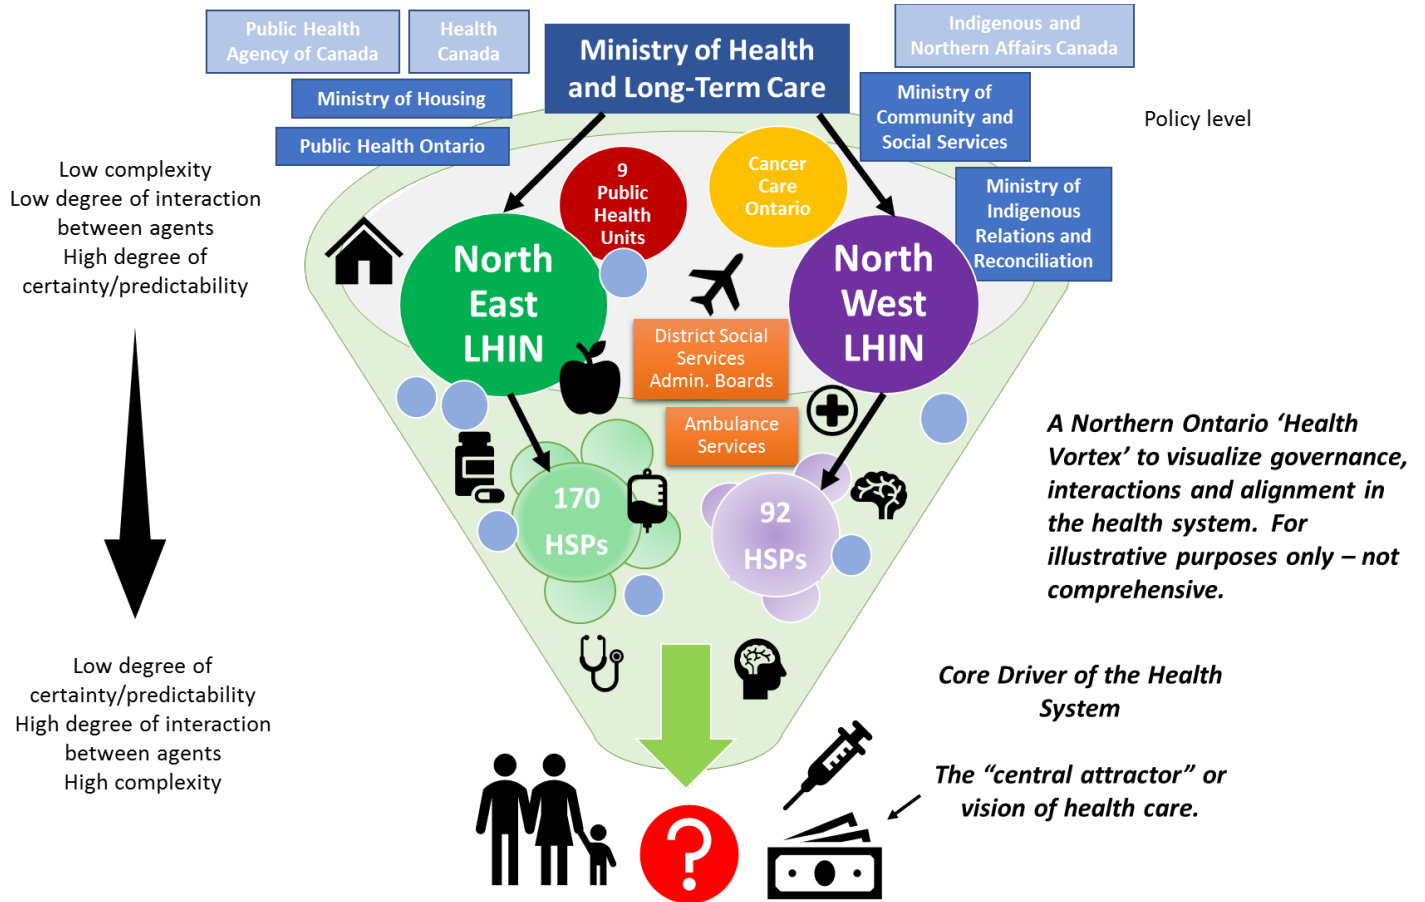 Public Health
Agency of Canada
Health
Canada
Ministry of Health
and Long-Term Care
Indigenous and
Northern Affairs Canada
Ministry of Housing
Public Health Ontario
Ministry of
Community and
Social Services
Ministry of
Indigenous
Relations and
Reconciliation
Policy level
Low complexity
Low degree of interaction
between agents
High degree of
certainty/predictability
9
Public
Health
Units
Cancer
Care
Ontario
North
East
LHIN
North
West
LHIN
District Social
Services
Admin. Boards
Ambulance
Services
170
HSPs
92
HSPs
A Northern Ontario ‘Health
Vortex’ to visualize governance,
interactions and alignment in
the health system.  For
illustrative purposes only – not
comprehensive.
Low degree of
certainty/predictability
High degree of interaction
between agents
High complexity
Core Driver of the Health
System
The “central attractor” or
vision of health care.
?